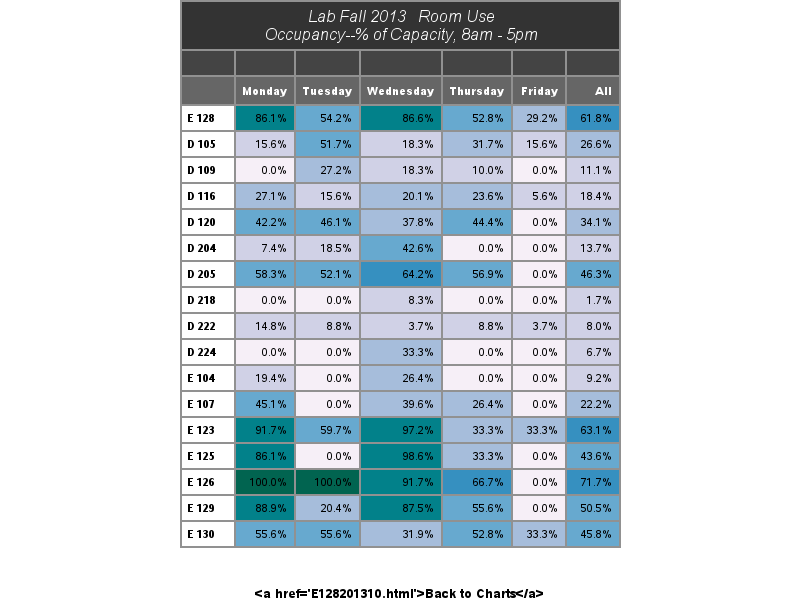 Lab Fall 2013 Room Use
Occupancy--% of Capacity, 8am - 5pm
Monday Tuesday Wednesday Thursday Friday All
E 128 86.1% 54.2% 86.6% 52.8% 29.2% 61.8%
D 105 15.6% 51.7% 18.3% 31.7% 15.6% 26.6%
D 109 0.0% 27.2% 18.3% 10.0% 0.0% 11.1%
D 116 27.1% 15.6% 20.1% 23.6% 5.6% 18.4%
D 120 42.2% 46.1% 37.8% 44.4% 0.0% 34.1%
D 204 7.4% 18.5% 42.6% 0.0% 0.0% 13.7%
D 205 58.3% 52.1% 64.2% 56.9% 0.0% 46.3%
D 218 0.0% 0.0% 8.3% 0.0% 0.0% 1.7%
D 222 14.8% 8.8% 3.7% 8.8% 3.7% 8.0%
D 224 0.0% 0.0% 33.3% 0.0% 0.0% 6.7%
E 104 19.4% 0.0% 26.4% 0.0% 0.0% 9.2%
E 107 45.1% 0.0% 39.6% 26.4% 0.0% 22.2%
E 123 91.7% 59.7% 97.2% 33.3% 33.3% 63.1%
E 125 86.1% 0.0% 98.6% 33.3% 0.0% 43.6%
E 126 100.0% 100.0% 91.7% 66.7% 0.0% 71.7%
E 129 88.9% 20.4% 87.5% 55.6% 0.0% 50.5%
E 130 55.6% 55.6% 31.9% 52.8% 33.3% 45.8%
<a href='E128201310.html'>Back to Charts</a>